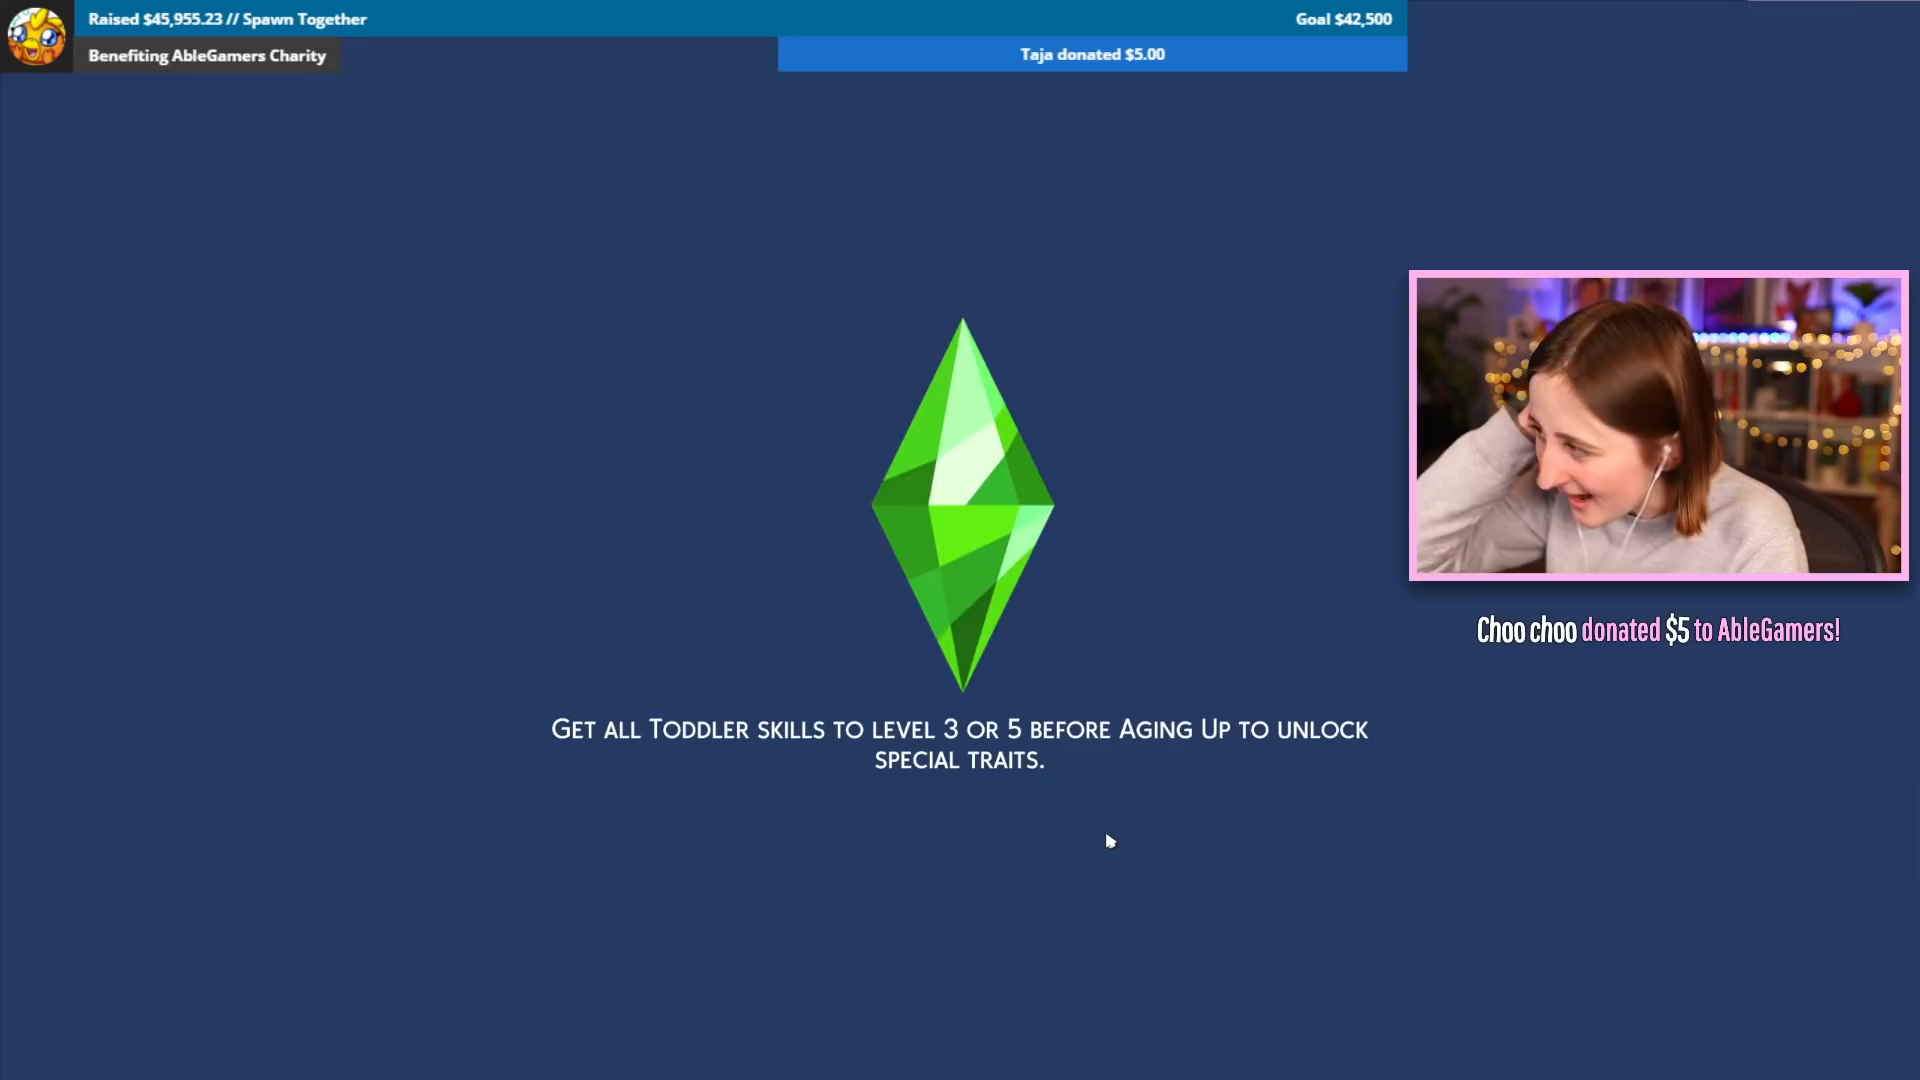 Raised $45,955.23 // Spawn Together
Goal $42,500
Benefiting AbleGamers Charity
Taja donated $5.00
Choo choo donated $5 to AbleGamers!
GET ALL TODDLER SKILLS TO LEVEL 3 OR 5 BEFORE AGING UP TO UNLOCK
SPECIAL TRAITS.